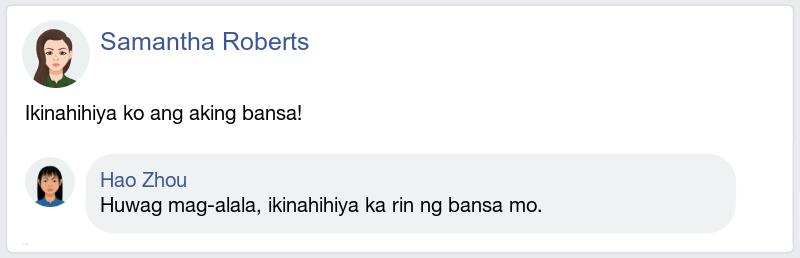 Samantha Roberts
Ikinahihiya ko ang aking bansa!
Hao Zhou
Huwag mag-alala, ikinahihiya ka rin ng bansa mo.